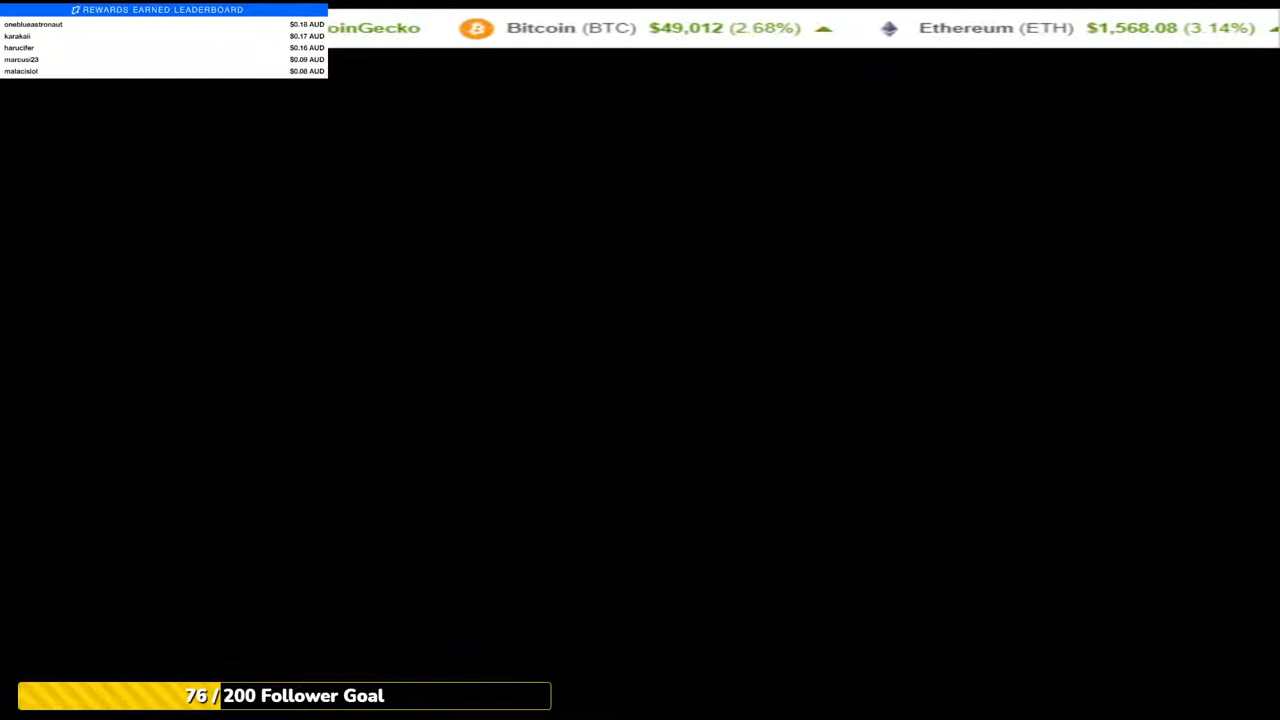 REWARDS EARNED LEADERBOARD
oneblueastronaut $0.18 AUD
karakaii $0.17 AUD
harucifer $0.16 AUD
marcusi23 $0.09 AUD
malacislol $0.08 AUD
oinGecko Bitcoin (BTC) $49,012 (2.68%) Ethereum (ETH) $1,568.08 (3.14%)
76 / 200 Follower Goal